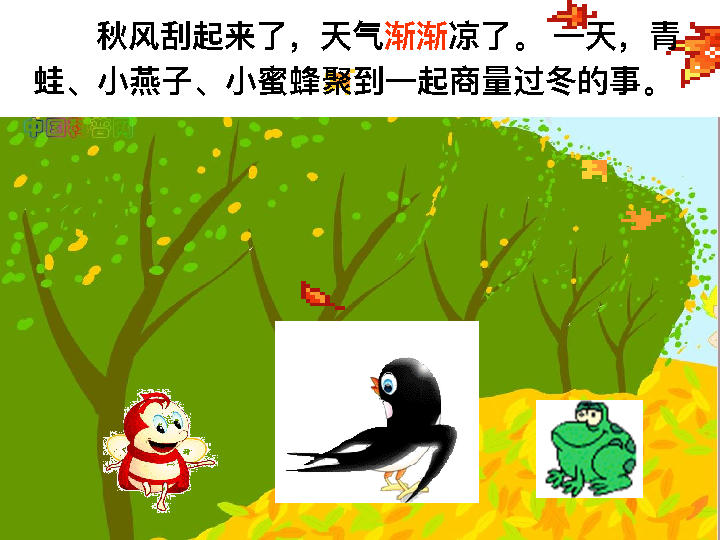 秋风刮起来了，天气渐渐凉了。 一天，青
蛙、小燕子、小蜜蜂聚到一起商量过冬的事。
中国科普网